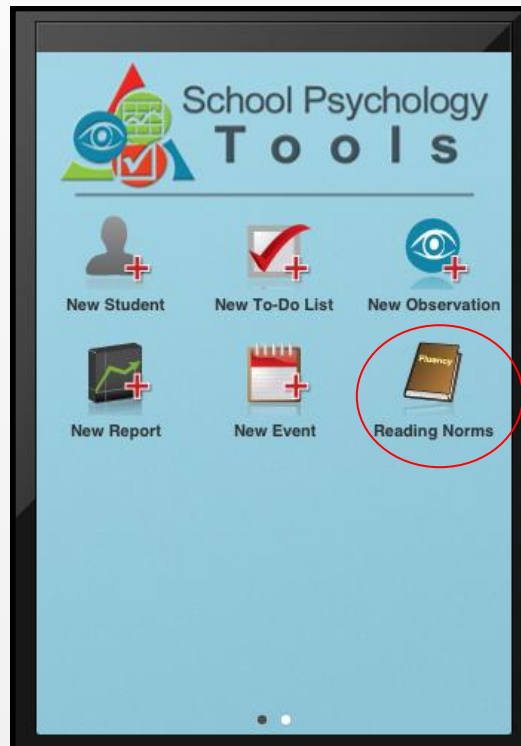 School Psychology
Tools
New Student
New To-Do List
New Observation
Fluency
New Report
New Event
Reading Norms